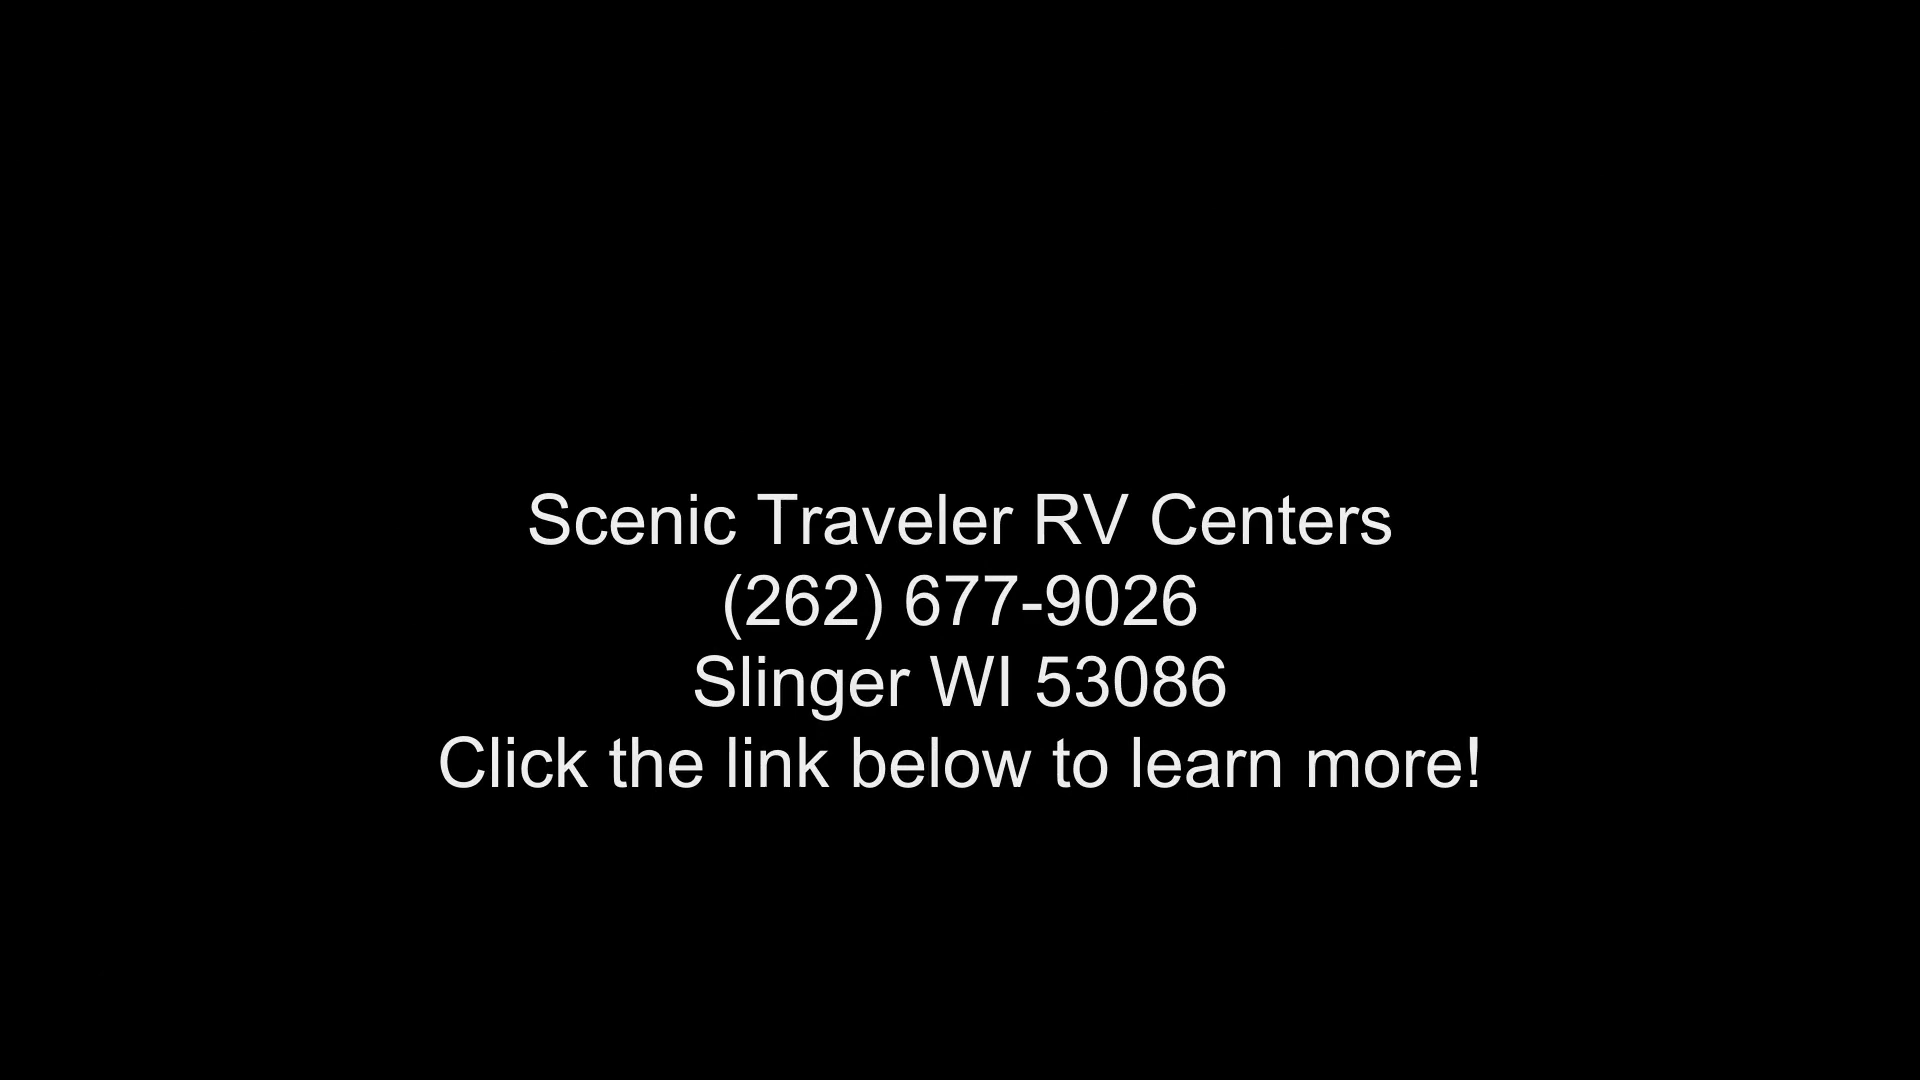 Scenic Traveler RV Centers
(262) 677-9026
Slinger WI 53086
Click the link below to learn more!